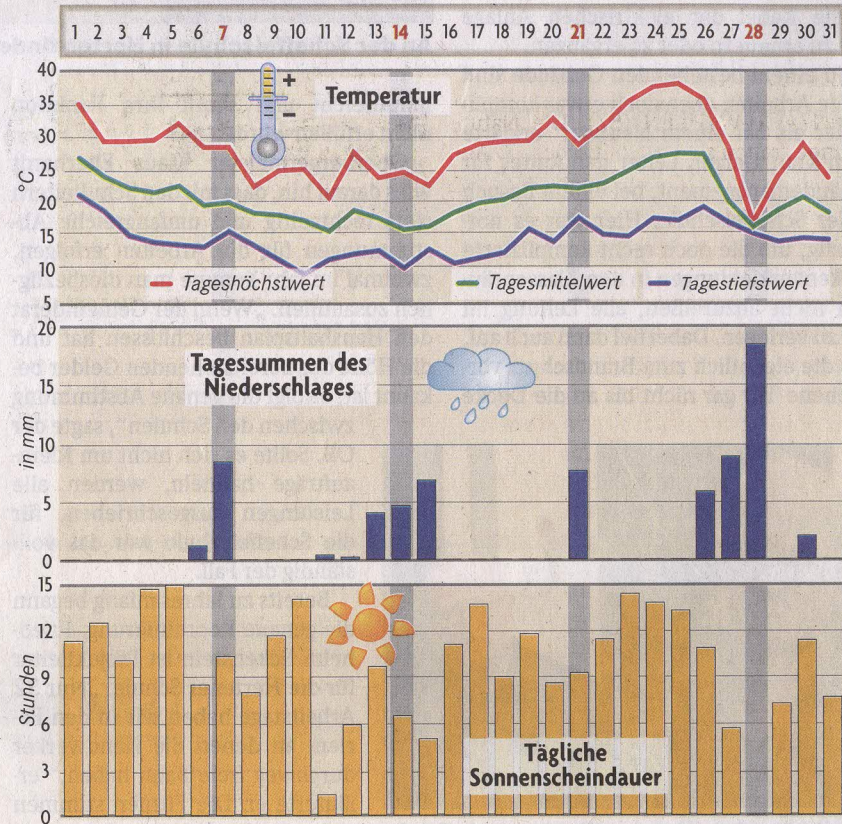 1 2 3 4 5 6 7 8 9 10 11 12 13 14 15 16 17 18 19 20 21 22 23 24 25 26 27 28 29 30 31
40
35
30
25
20
15
10
5
°C
+
−
Temperatur
Tageshöchstwert Tagesmittelwert Tagestiefstwert
20
15
10
5
0
in mm
Tagessummen des
Niederschlages
15
12
9
6
3
0
Stunden
Tägliche
Sonnenscheindauer